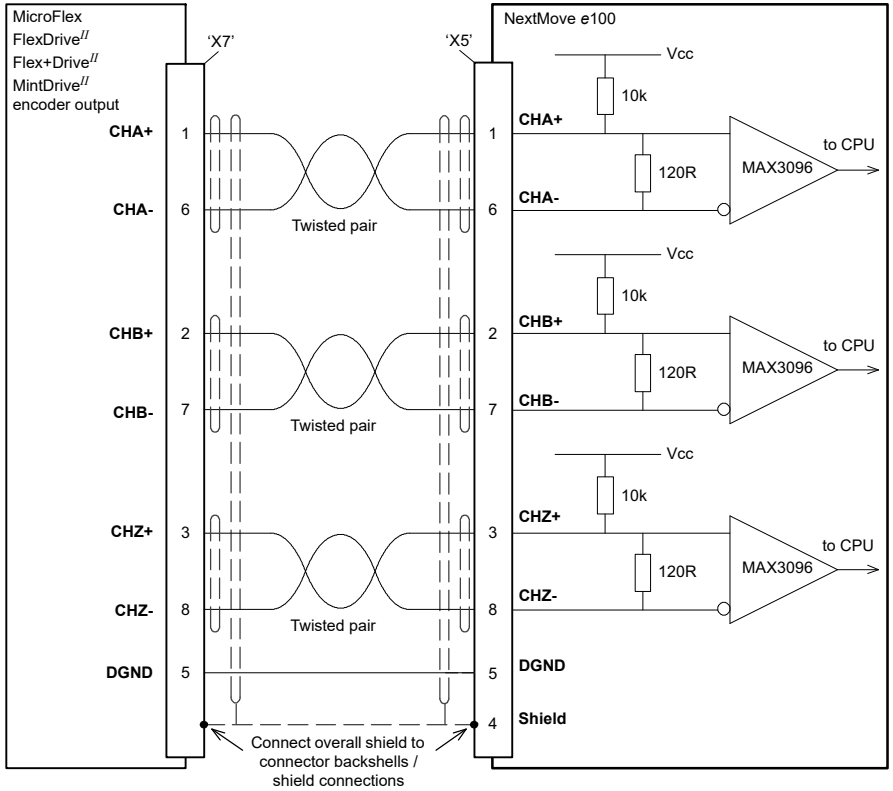 MicroFlex
FlexDrive II
Flex+Drive II
MintDrive II
encoder output
'X7'
'X5'
NextMove e100
Vcc
10k
CHA+
1
1
CHA+
120R
MAX3096
to CPU
CHA-
6
6
CHA-
Twisted pair
Vcc
10k
CHB+
2
2
CHB+
120R
MAX3096
to CPU
CHB-
7
7
CHB-
Twisted pair
Vcc
10k
CHZ+
3
3
CHZ+
120R
MAX3096
to CPU
CHZ-
8
8
CHZ-
Twisted pair
DGND
5
5
DGND
4
Shield
Connect overall shield to
connector backshells /
shield connections